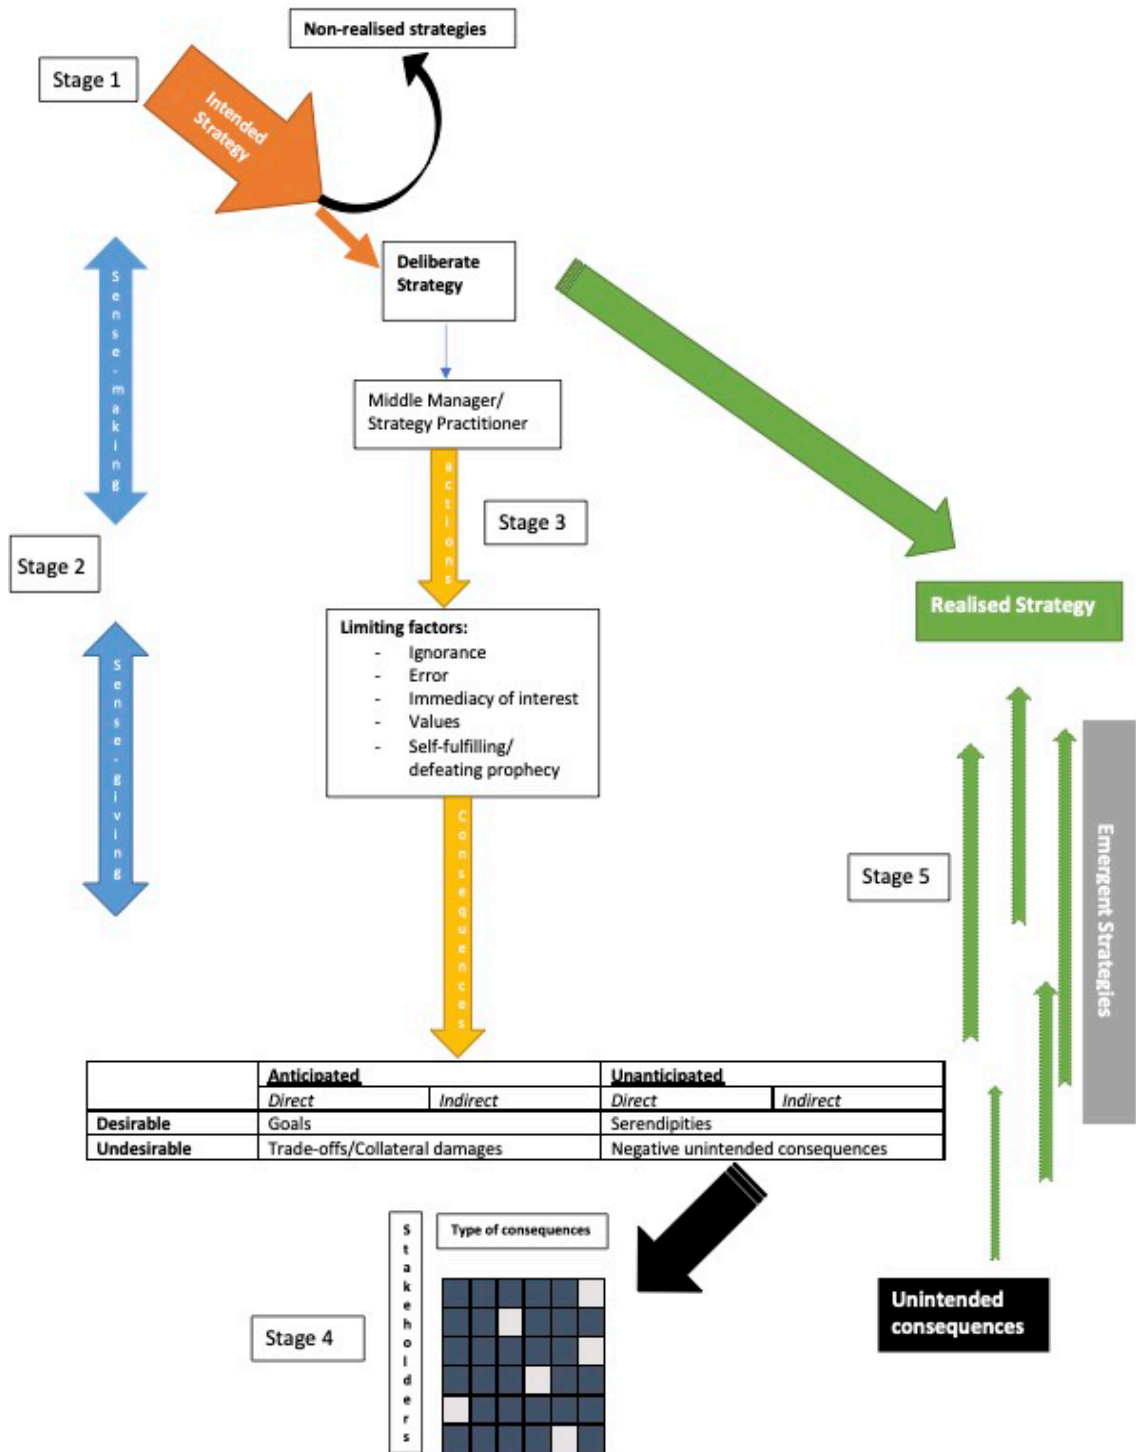 Non-realised strategies
Stage 1
Intended
Strategy
Deliberate
Strategy
Sense-making
Middle Manager/
Strategy Practitioner
actions
Stage 3
Stage 2
Realised Strategy
Limiting factors:
- Ignorance
- Error
- Immediacy of interest
- Values
- Self-fulfilling/
defeating prophecy
Sense-giving
Consequences
Stage 5
Emergent Strategies
Anticipated Unanticipated
Direct Indirect Direct Indirect
Desirable Goals Serendipities
Undesirable Trade-offs/Collateral damages Negative unintended consequences
Stakeholders
Type of consequences
Stage 4
Unintended
consequences